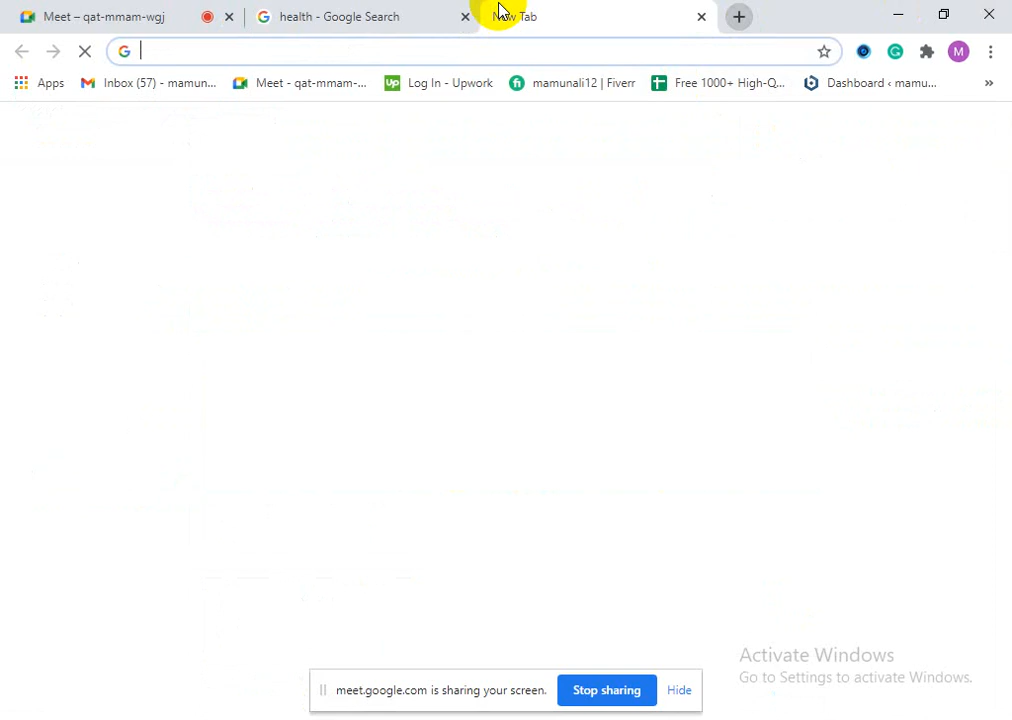 Meet – qat-mmam-wgj
health - Google Search
New Tab
Apps
Inbox (57) - mamun...
Meet - qat-mmam-...
Up
Log In - Upwork
fi
mamunali12 | Fiverr
Free 1000+ High-Q...
Dashboard ‹ mamu...
»
M
Activate Windows
Go to Settings to activate Windows.
meet.google.com is sharing your screen.
Stop sharing
Hide